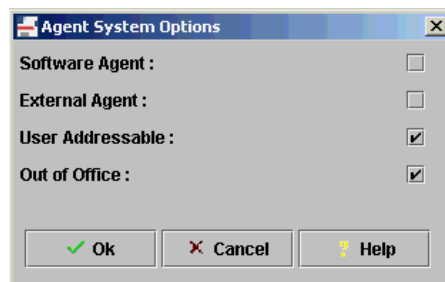 Agent System Options
Software Agent :
External Agent :
User Addressable :
Out of Office :
Ok Cancel Help